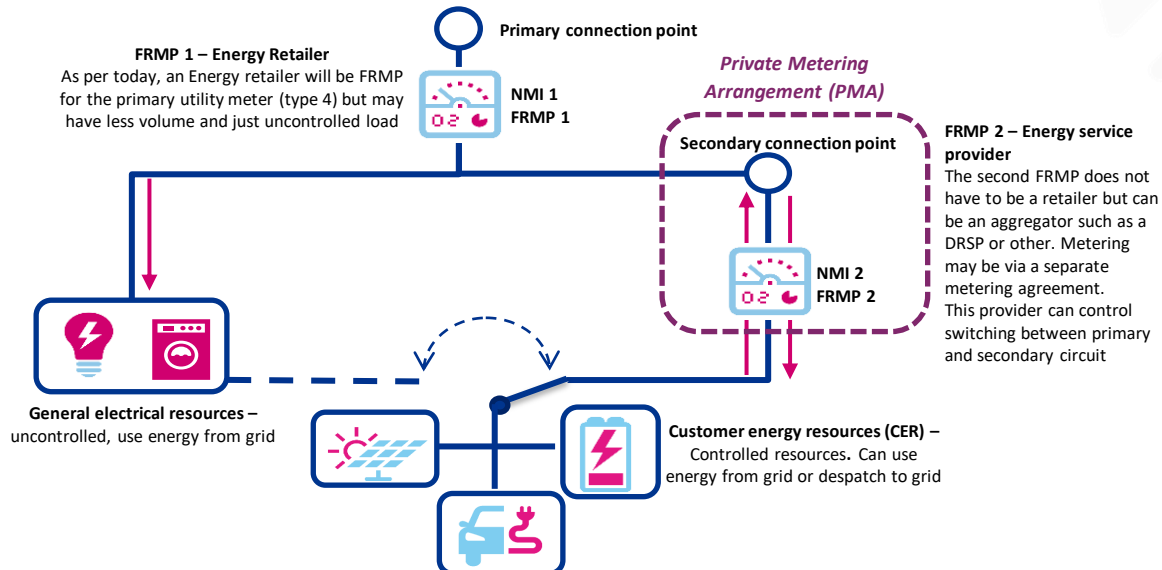 Primary connection point
FRMP 1 – Energy Retailer
As per today, an Energy retailer will be FRMP
for the primary utility meter (type 4) but may
have less volume and just uncontrolled load
NMI 1
FRMP 1
Private Metering
Arrangement (PMA)
Secondary connection point
NMI 2
FRMP 2
FRMP 2 – Energy service
provider
The second FRMP does not
have to be a retailer but can
be an aggregator such as a
DRSP or other. Metering
may be via a separate
metering agreement.
This provider can control
switching between primary
and secondary circuit
General electrical resources –
uncontrolled, use energy from grid
Customer energy resources (CER) –
Controlled resources. Can use
energy from grid or despatch to grid